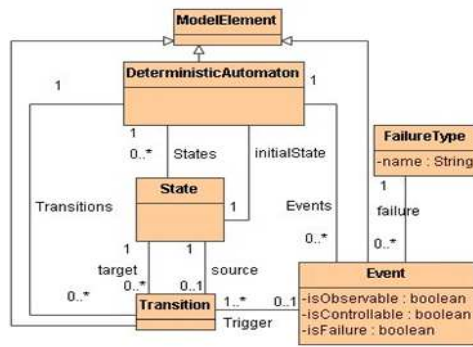 ModelElement
1
DeterministicAutomaton
1
1
0..*
States
initialState
FailureType
-name : String
State
1
1
Transitions
Events
failure
1
1
target
source
0..*
0..*
0..*
0..*
0..1
Transition
1..*
0..1
Trigger
Event
-isObservable : boolean
-isControllable : boolean
-isFailure : boolean